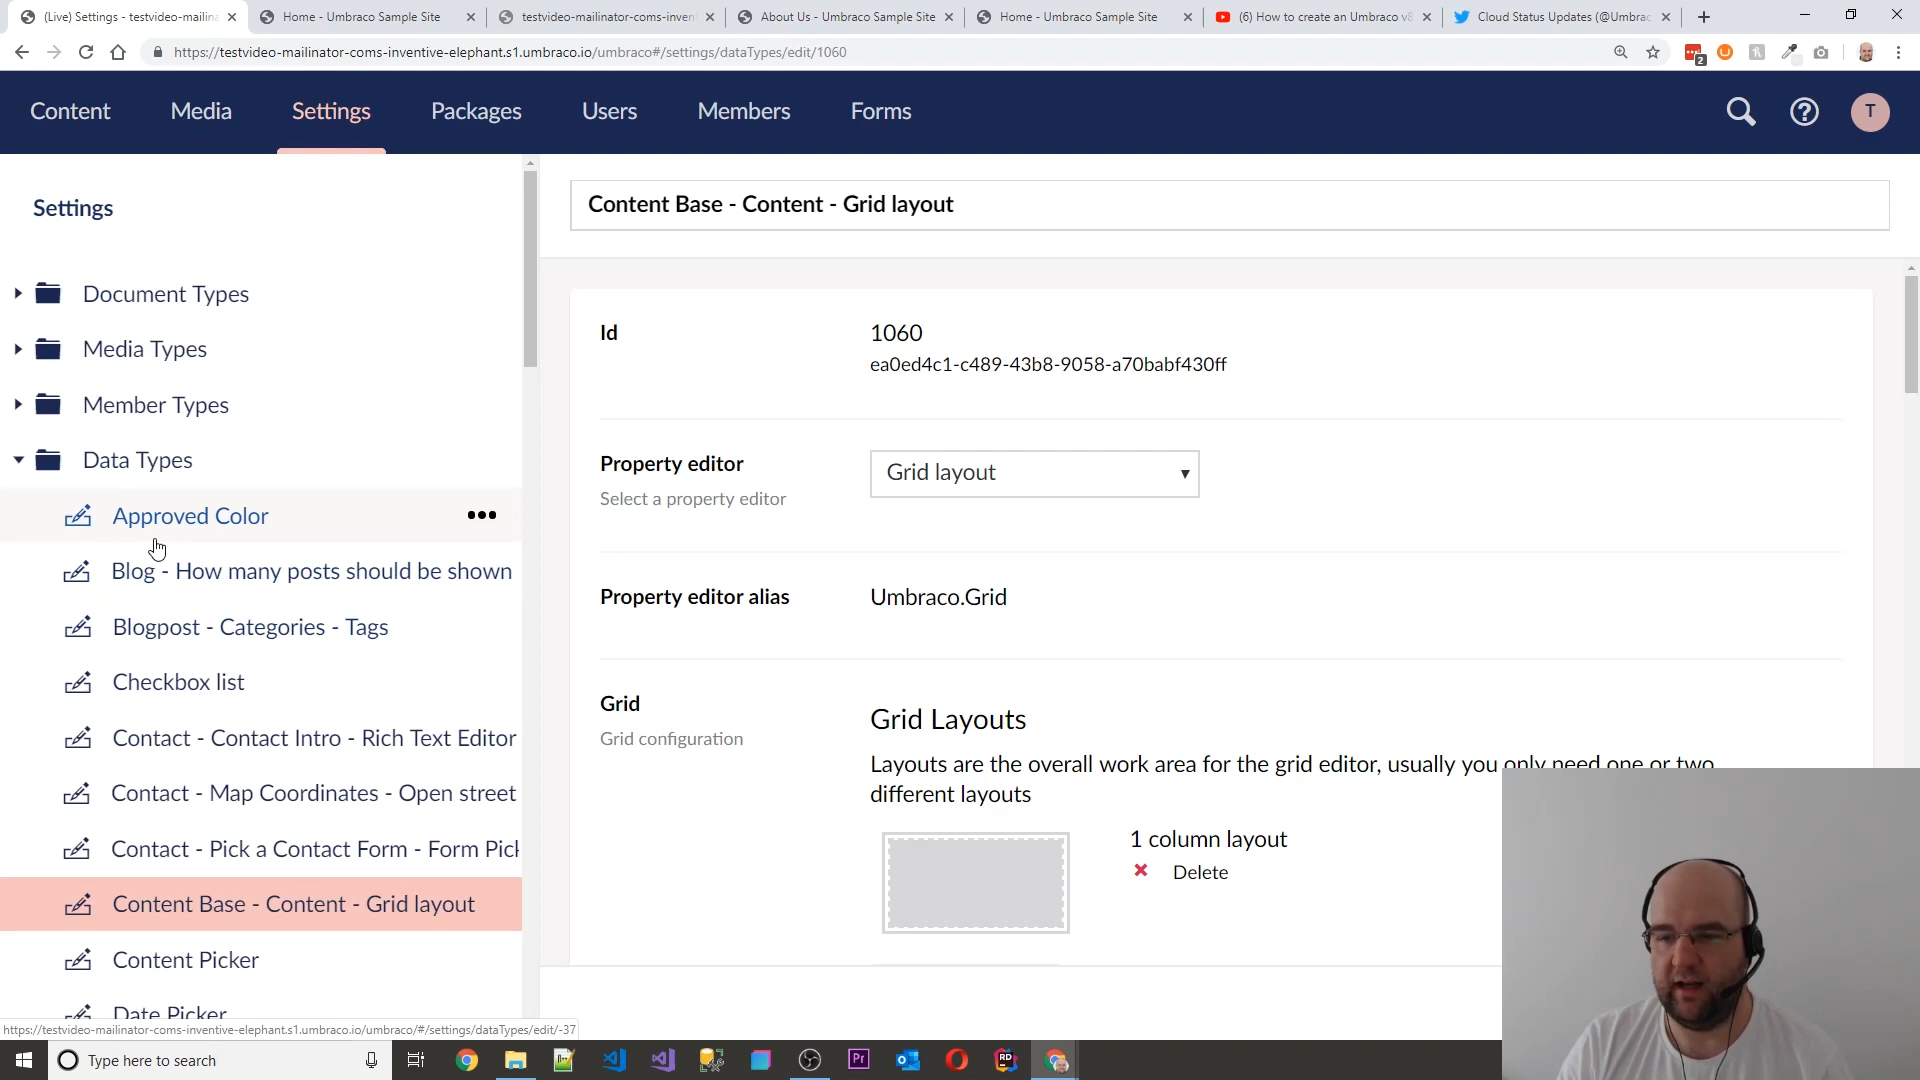 (Live) Settings - testvideo-mailina
Home - Umbraco Sample Site
testvideo-mailinator-coms-inven
About Us - Umbraco Sample Site
Home - Umbraco Sample Site
(6) How to create an Umbraco v8
Cloud Status Updates (@Umbrac
https://testvideo-mailinator-coms-inventive-elephant.s1.umbraco.io/umbraco#/settings/dataTypes/edit/1060
2
Content
Media
Settings
Packages
Users
Members
Forms
T
Settings
Document Types
Media Types
Member Types
Data Types
Approved Color
Blog - How many posts should be shown
Blogpost - Categories - Tags
Checkbox list
Contact - Contact Intro - Rich Text Editor
Contact - Map Coordinates - Open street
Contact - Pick a Contact Form - Form Pick
Content Base - Content - Grid layout
Content Picker
Date Picker
https://testvideo-mailinator-coms-inventive-elephant.s1.umbraco.io/umbraco/#/settings/dataTypes/edit/-37
Content Base - Content - Grid layout
Id
1060
ea0ed4c1-c489-43b8-9058-a70babf430ff
Property editor
Select a property editor
Grid layout
Property editor alias
Umbraco.Grid
Grid
Grid configuration
Grid Layouts
Layouts are the overall work area for the grid editor, usually you only need one or two
different layouts
1 column layout
Delete
Type here to search
Pr
RD